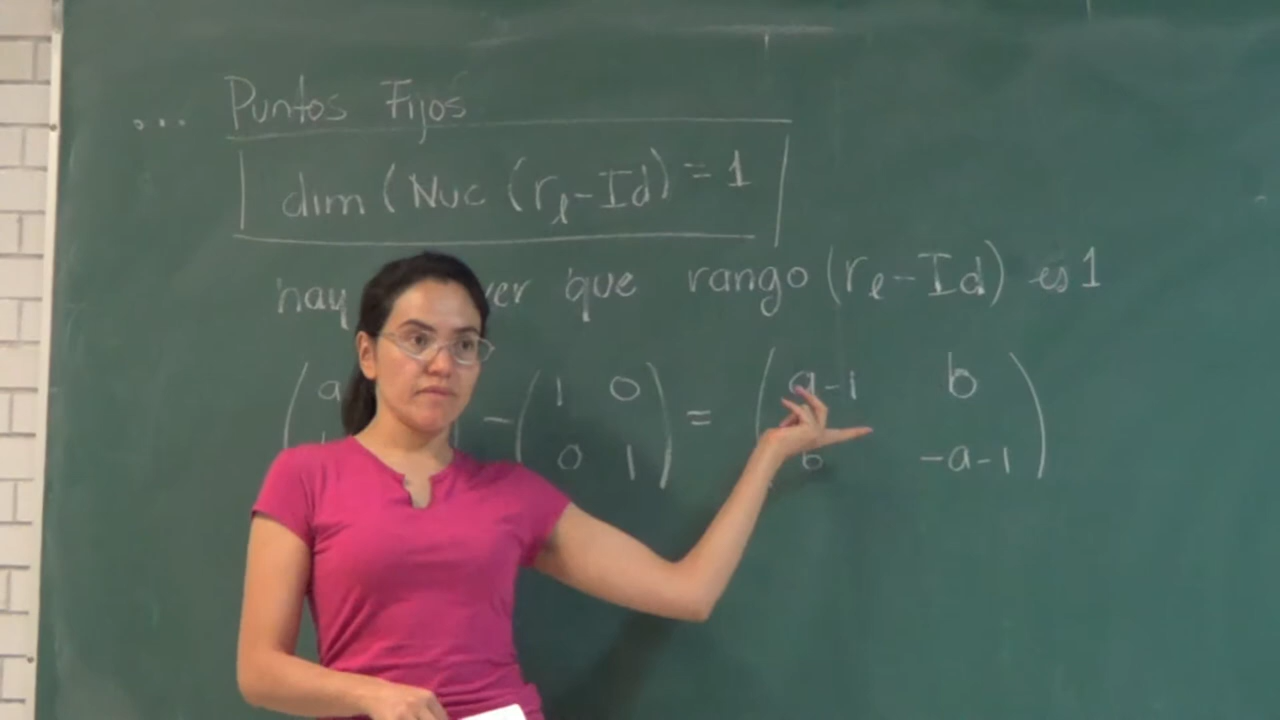 ... Puntos Fijos
dim (Nuc (rℓ-Id) = 1
hay ver que rango (rℓ-Id) es 1
a - 1 0 = a-1 b
0 1 b -a-1